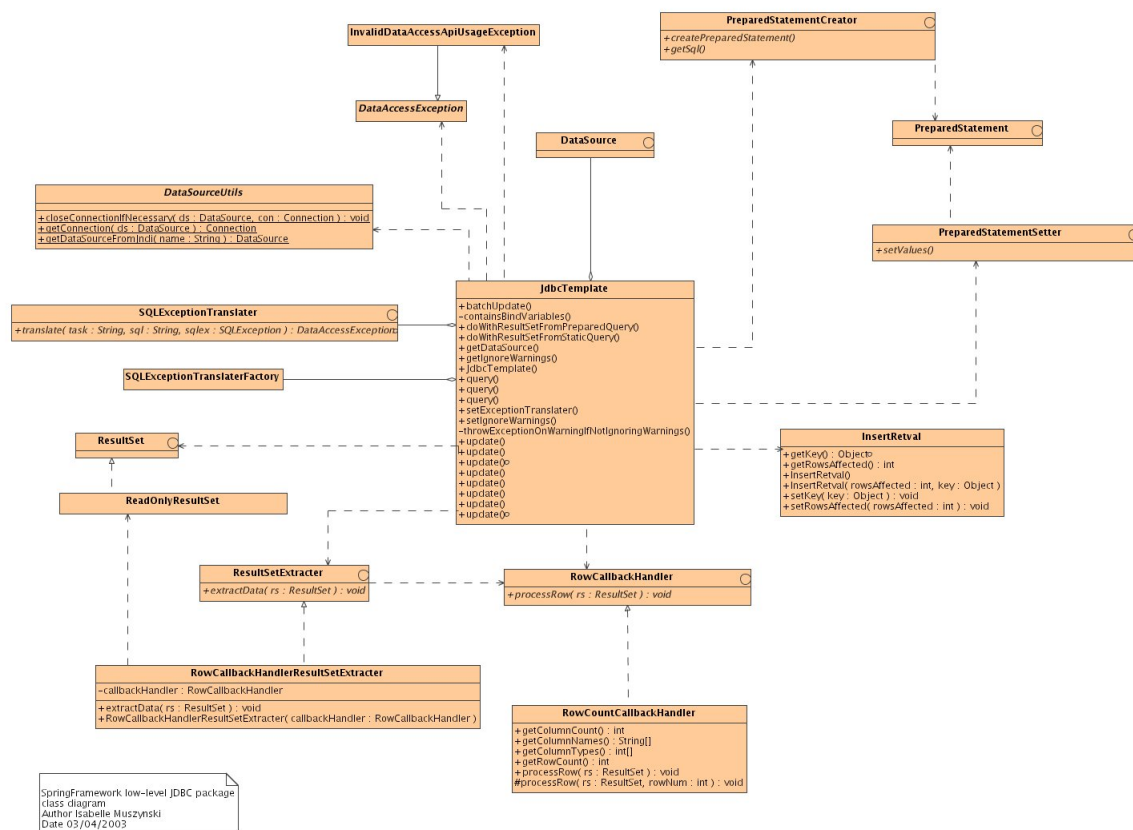 InvalidDataAccessApiUsageException
PreparedStatementCreator
+createPreparedStatement()
+getSql()
DataAccessException
PreparedStatement
DataSource
DataSourceUtils
+closeConnectionIfNecessary( ds : DataSource, con : Connection ) : void
+getConnection( ds : DataSource ) : Connection
+getDataSourceFromJndi( name : String ) : DataSource
PreparedStatementSetter
+setValues()
SQLExceptionTranslater
+translate( task : String, sql : String, sqlex : SQLException ) : DataAccessException
SQLExceptionTranslaterFactory
JdbcTemplate
+batchUpdate()
-containsBindVariables()
+doWithResultSetFromPreparedQuery()
+doWithResultSetFromStaticQuery()
+getDataSource()
+getIgnoreWarnings()
+JdbcTemplate()
+query()
+query()
+query()
+setExceptionTranslater()
+setIgnoreWarnings()
-throwExceptionOnWarningIfNotIgnoringWarnings()
+update()
+update()
+update()
+update()
+update()
+update()
+update()
+update()
ResultSet
InsertRetval
+getKey() : Object
+getRowsAffected() : int
+InsertRetval()
+InsertRetval( rowsAffected : int, key : Object )
+setKey( key : Object ) : void
+setRowsAffected( rowsAffected : int ) : void
ReadOnlyResultSet
ResultSetExtracter
+extractData( rs : ResultSet ) : void
RowCallbackHandler
+processRow( rs : ResultSet ) : void
RowCallbackHandlerResultSetExtracter
-callbackHandler : RowCallbackHandler
+extractData( rs : ResultSet ) : void
+RowCallbackHandlerResultSetExtracter( callbackHandler : RowCallbackHandler )
RowCountCallbackHandler
+getColumnCount() : int
+getColumnNames() : String[]
+getColumnTypes() : int[]
+getRowCount() : int
+processRow( rs : ResultSet ) : void
#processRow( rs : ResultSet, rowNum : int ) : void
SpringFramework low-level JDBC package
class diagram
Author Isabelle Muszynski
Date 03/04/2003